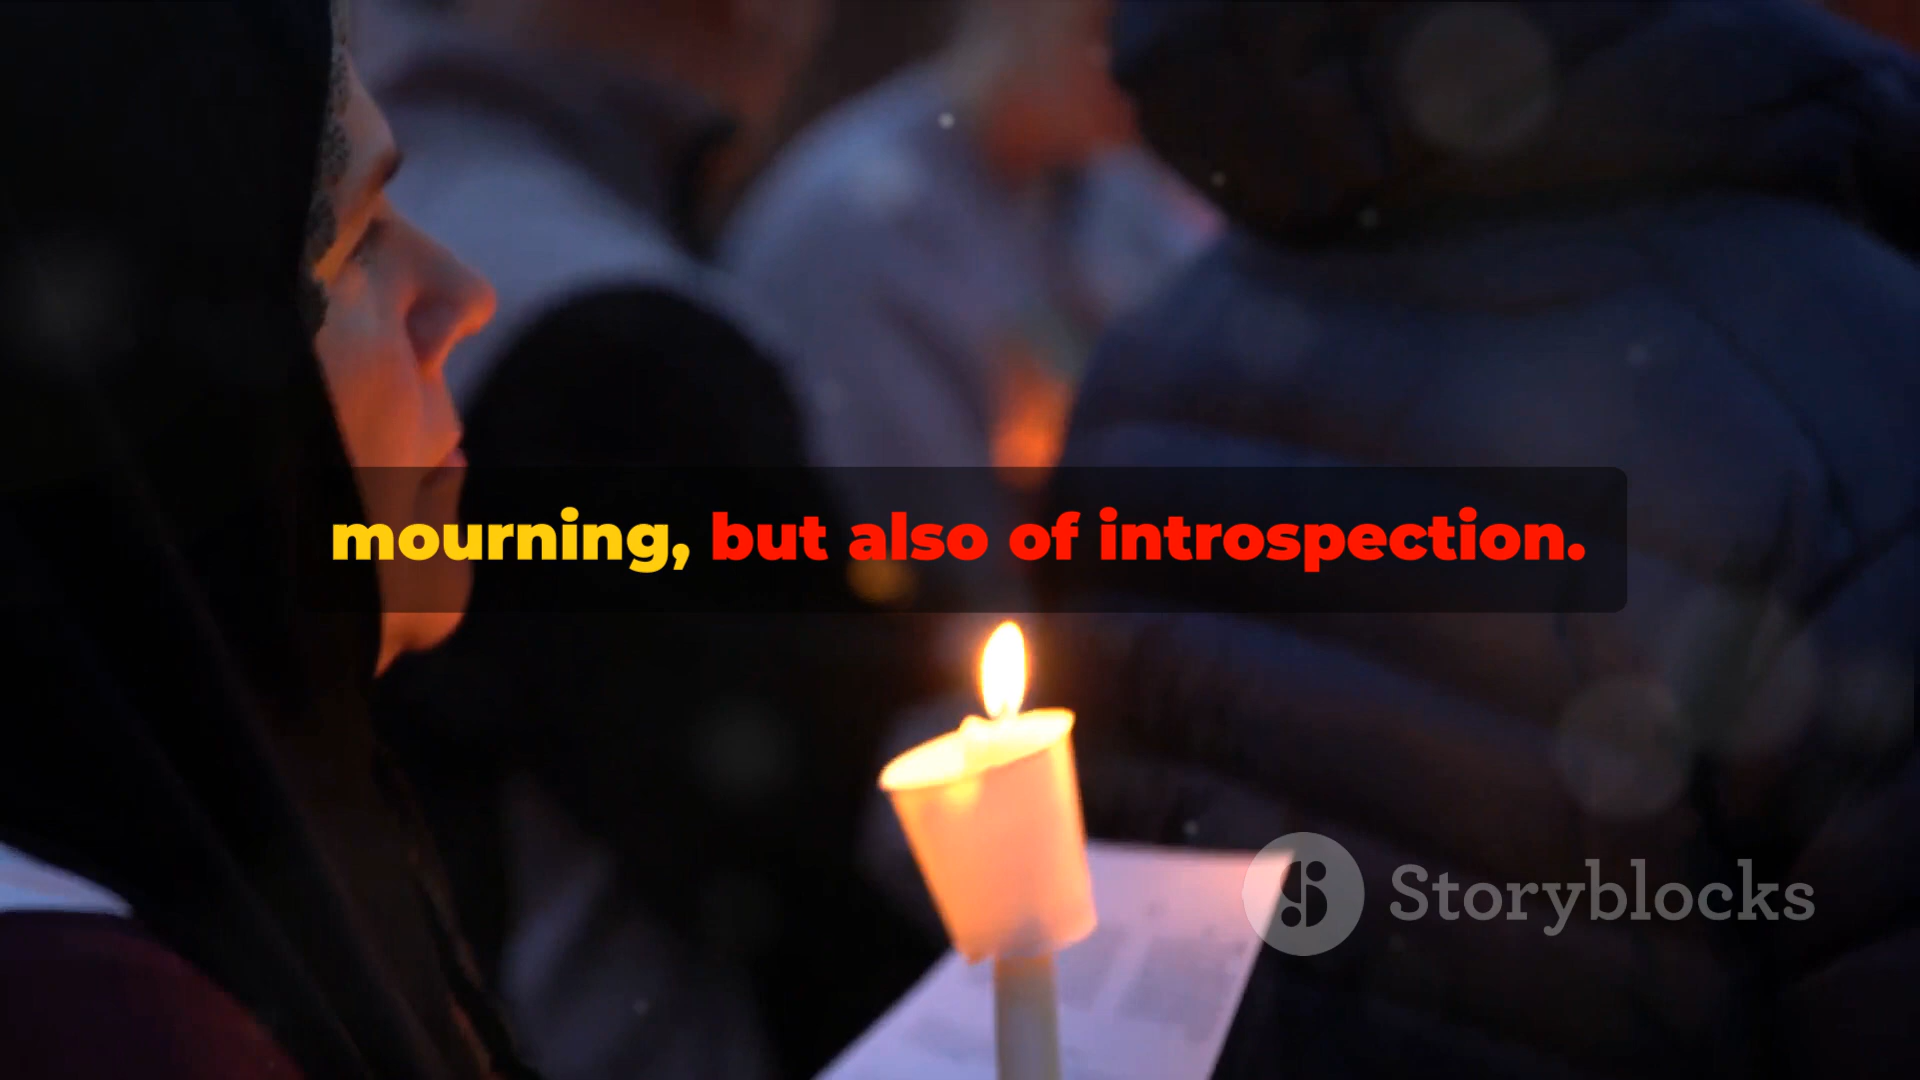 mourning, but also of introspection.
Storyblocks